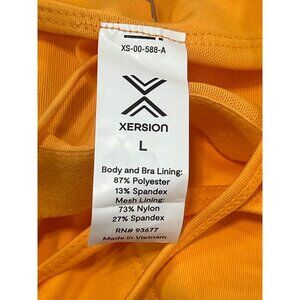 XS-00-588-A
XERSION
L
Body and Bra Lining:
87% Polyester
13% Spandex
Mesh Lining:
73% Nylon
27% Spandex
RN# 93677
Made in Vietnam